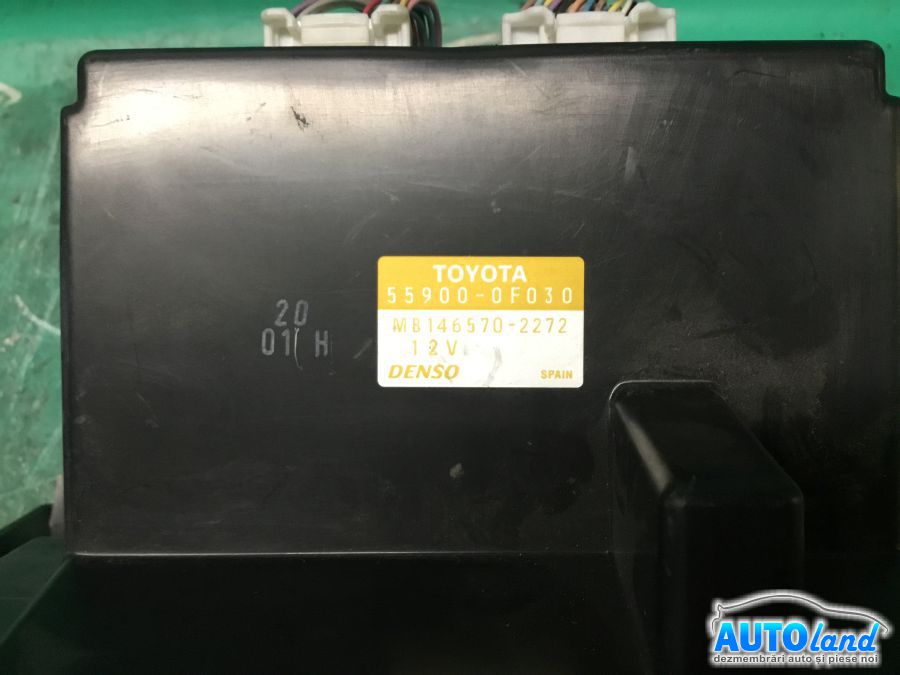 TOYOTA
55900-0F030
MB146570-2272
12V
DENSO SPAIN
20
01 H
AUTOland
dezmembrări auto și piese noi